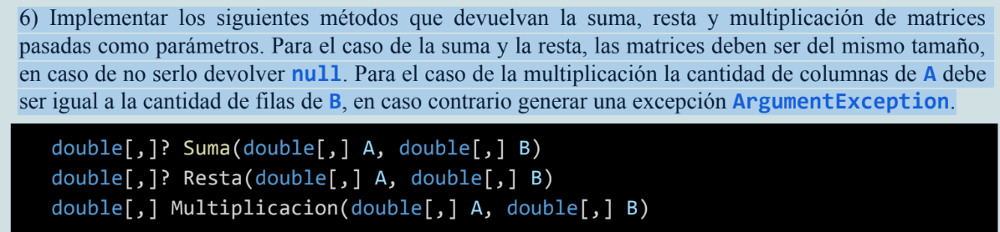 6) Implementar los siguientes métodos que devuelvan la suma, resta y multiplicación de matrices
pasadas como parámetros. Para el caso de la suma y la resta, las matrices deben ser del mismo tamaño,
en caso de no serlo devolver null. Para el caso de la multiplicación la cantidad de columnas de A debe
ser igual a la cantidad de filas de B, en caso contrario generar una excepción ArgumentException.
double[,]? Suma(double[,] A, double[,] B)
double[,]? Resta(double[,] A, double[,] B)
double[,] Multiplicacion(double[,] A, double[,] B)